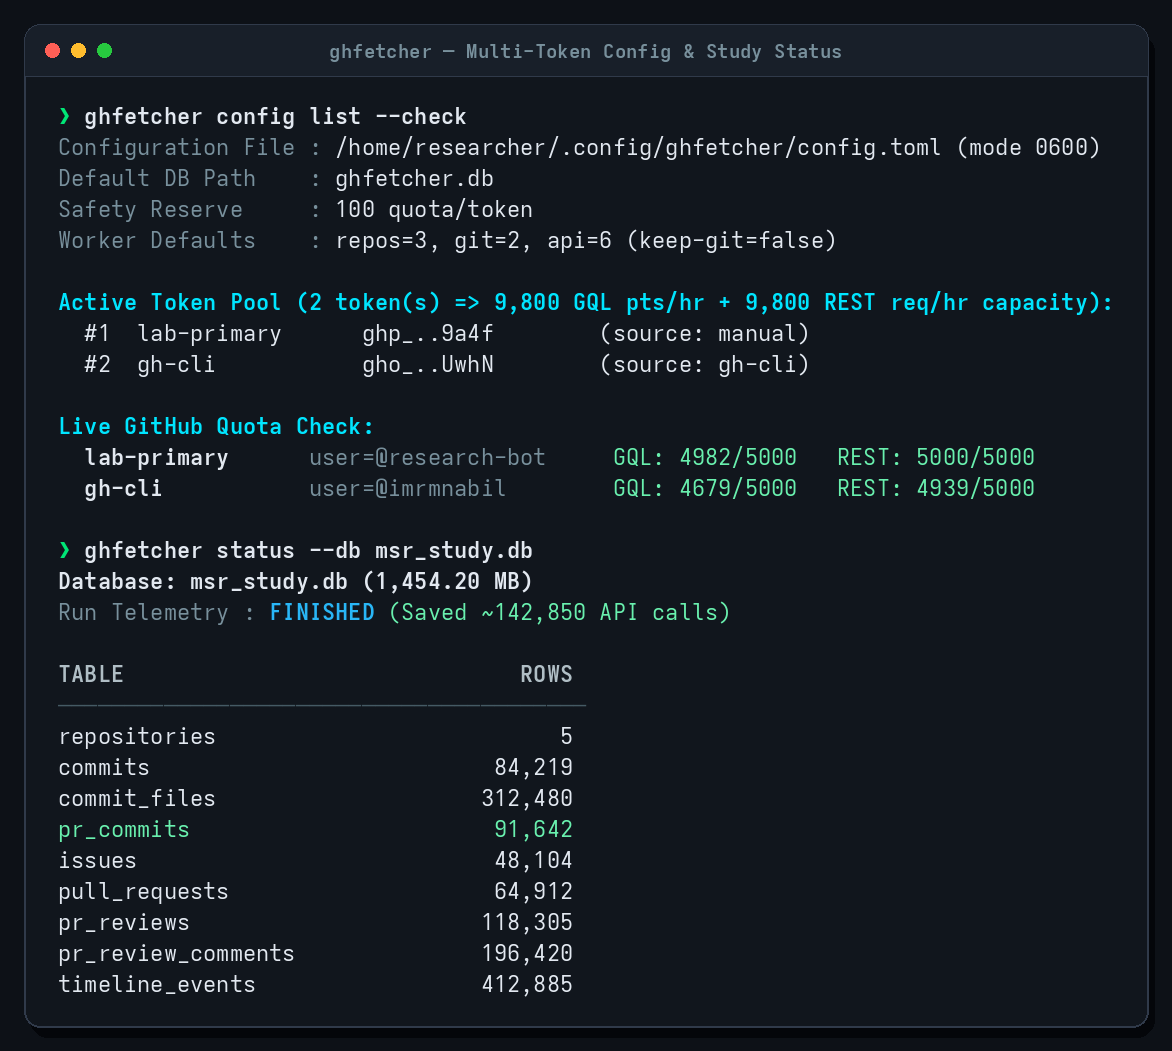 ghfetcher — Multi-Token Config & Study Status
❯ ghfetcher config list --check
Configuration File : /home/researcher/.config/ghfetcher/config.toml (mode 0600)
Default DB Path    : ghfetcher.db
Safety Reserve     : 100 quota/token
Worker Defaults    : repos=3, git=2, api=6 (keep-git=false)
Active Token Pool (2 token(s) => 9,800 GQL pts/hr + 9,800 REST req/hr capacity):
#1  lab-primary      ghp_..9a4f        (source: manual)
#2  gh-cli           gho_..UwhN        (source: gh-cli)
Live GitHub Quota Check:
lab-primary      user=@research-bot     GQL: 4982/5000   REST: 5000/5000
gh-cli           user=@imrmnabil        GQL: 4679/5000   REST: 4939/5000
❯ ghfetcher status --db msr_study.db
Database: msr_study.db (1,454.20 MB)
Run Telemetry : FINISHED (Saved ~142,850 API calls)
TABLE                              ROWS
repositories                          5
commits                          84,219
commit_files                    312,480
pr_commits                       91,642
issues                           48,104
pull_requests                    64,912
pr_reviews                      118,305
pr_review_comments              196,420
timeline_events                 412,885